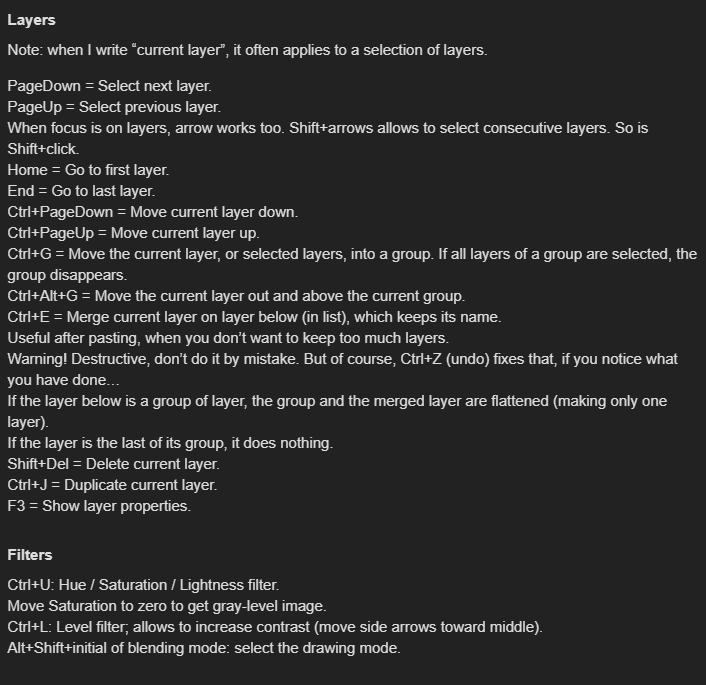 Layers
Note: when I write “current layer”, it often applies to a selection of layers.
PageDown = Select next layer.
PageUp = Select previous layer.
When focus is on layers, arrow works too. Shift+arrows allows to select consecutive layers. So is
Shift+click.
Home = Go to first layer.
End = Go to last layer.
Ctrl+PageDown = Move current layer down.
Ctrl+PageUp = Move current layer up.
Ctrl+G = Move the current layer, or selected layers, into a group. If all layers of a group are selected, the
group disappears.
Ctrl+Alt+G = Move the current layer out and above the current group.
Ctrl+E = Merge current layer on layer below (in list), which keeps its name.
Useful after pasting, when you don’t want to keep too much layers.
Warning! Destructive, don’t do it by mistake. But of course, Ctrl+Z (undo) fixes that, if you notice what
you have done…
If the layer below is a group of layer, the group and the merged layer are flattened (making only one
layer).
If the layer is the last of its group, it does nothing.
Shift+Del = Delete current layer.
Ctrl+J = Duplicate current layer.
F3 = Show layer properties.
Filters
Ctrl+U: Hue / Saturation / Lightness filter.
Move Saturation to zero to get gray-level image.
Ctrl+L: Level filter; allows to increase contrast (move side arrows toward middle).
Alt+Shift+initial of blending mode: select the drawing mode.